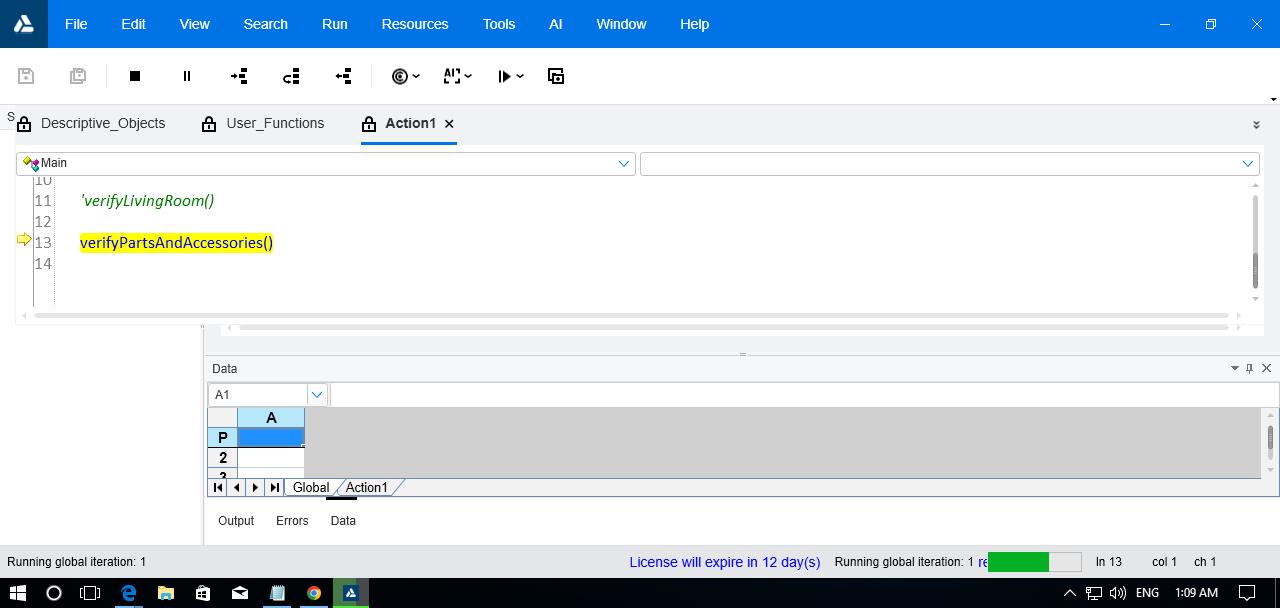 File Edit View Search Run Resources Tools AI Window Help
Descriptive_Objects User_Functions Action1
Main
10
11 'verifyLivingRoom()
12
13 verifyPartsAndAccessories()
14
Data
A1
A
P
2
3
Global Action1
Output Errors Data
Running global iteration: 1 License will expire in 12 day(s) Running global iteration: 1 re ln 13 col 1 ch 1
ENG 1:09 AM